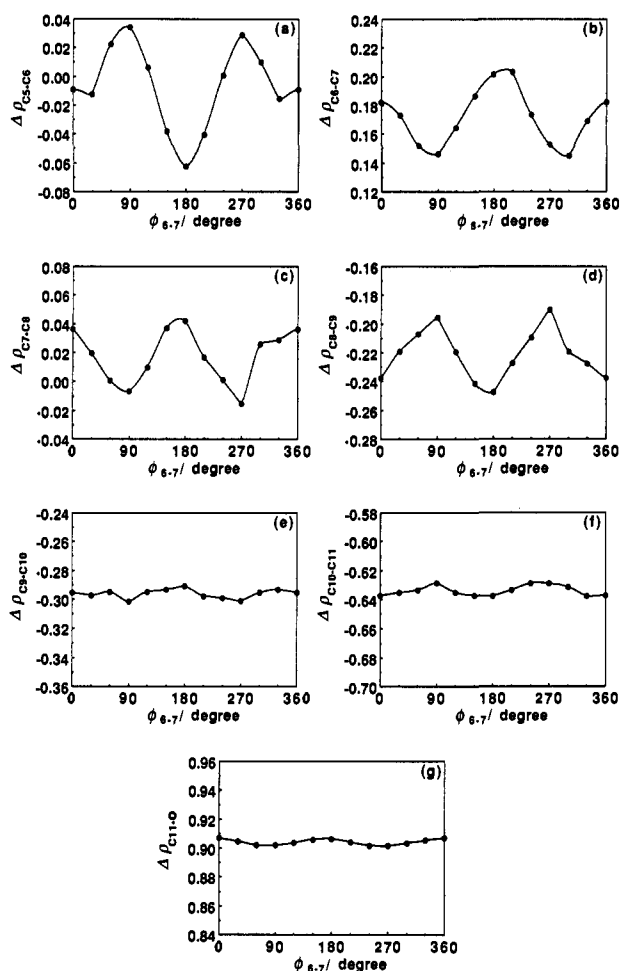 (a)
Δ ρC5-C6
0.04
0.02
0.00
-0.02
-0.04
-0.06
-0.08
0 90 180 270 360
ϕ 6-7/ degree
(b)
Δ ρC6-C7
0.24
0.22
0.20
0.18
0.16
0.14
0.12
0 90 180 270 360
ϕ 6-7/ degree
(c)
Δ ρC7-C8
0.08
0.06
0.04
0.02
0.00
-0.02
-0.04
0 90 180 270 360
ϕ 6-7/ degree
(d)
Δ ρC8-C9
-0.16
-0.18
-0.20
-0.22
-0.24
-0.26
-0.28
0 90 180 270 360
ϕ 6-7/ degree
(e)
Δ ρC9-C10
-0.24
-0.26
-0.28
-0.30
-0.32
-0.34
-0.36
0 90 180 270 360
ϕ 6-7/ degree
(f)
Δ ρC10-C11
-0.58
-0.60
-0.62
-0.64
-0.66
-0.68
-0.70
0 90 180 270 360
ϕ 6-7/ degree
(g)
Δ ρC11-O
0.96
0.94
0.92
0.90
0.88
0.86
0.84
0 90 180 270 360
ϕ 6-7/ degree